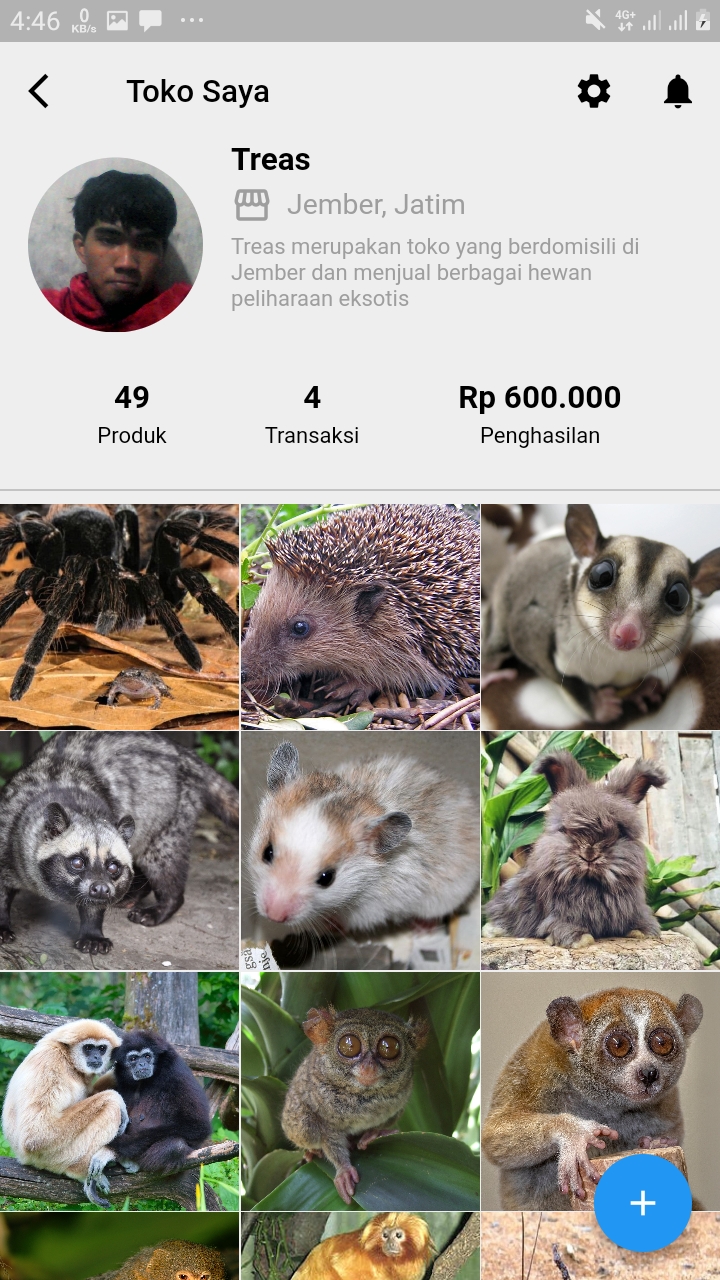 4:46 0 KB/s 4G+
Toko Saya
Treas
Jember, Jatim
Treas merupakan toko yang berdomisili di
Jember dan menjual berbagai hewan
peliharaan eksotis
49 4 Rp 600.000
Produk Transaksi Penghasilan